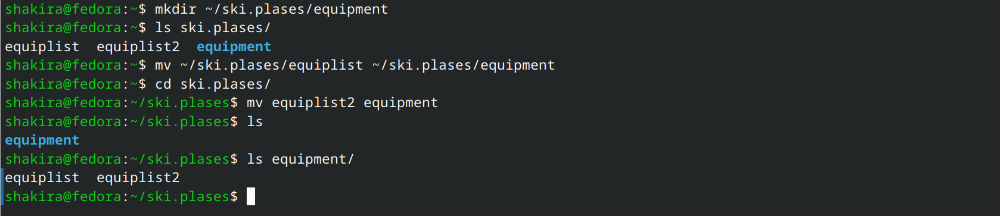 shakira@fedora:~$ mkdir ~/ski.plases/equipment
shakira@fedora:~$ ls ski.plases/
equiplist  equiplist2  equipment
shakira@fedora:~$ mv ~/ski.plases/equiplist ~/ski.plases/equipment
shakira@fedora:~$ cd ski.plases/
shakira@fedora:~/ski.plases$ mv equiplist2 equipment
shakira@fedora:~/ski.plases$ ls
equipment
shakira@fedora:~/ski.plases$ ls equipment/
equiplist  equiplist2
shakira@fedora:~/ski.plases$